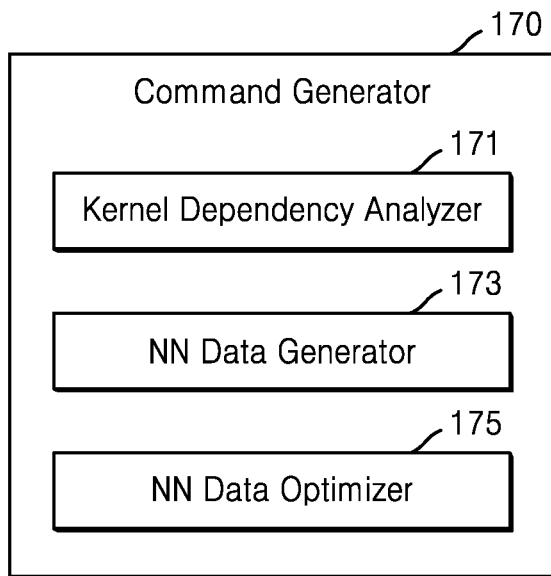 170
Command Generator
171
Kernel Dependency Analyzer
173
NN Data Generator
175
NN Data Optimizer